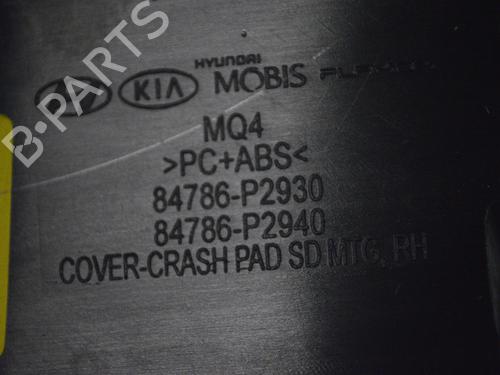 B-PARTS
KIA HYUNDAI MOBIS
MQ4
>PC+ABS<
84786-P2930
84786-P2940
COVER-CRASH PAD SD MTG, RH